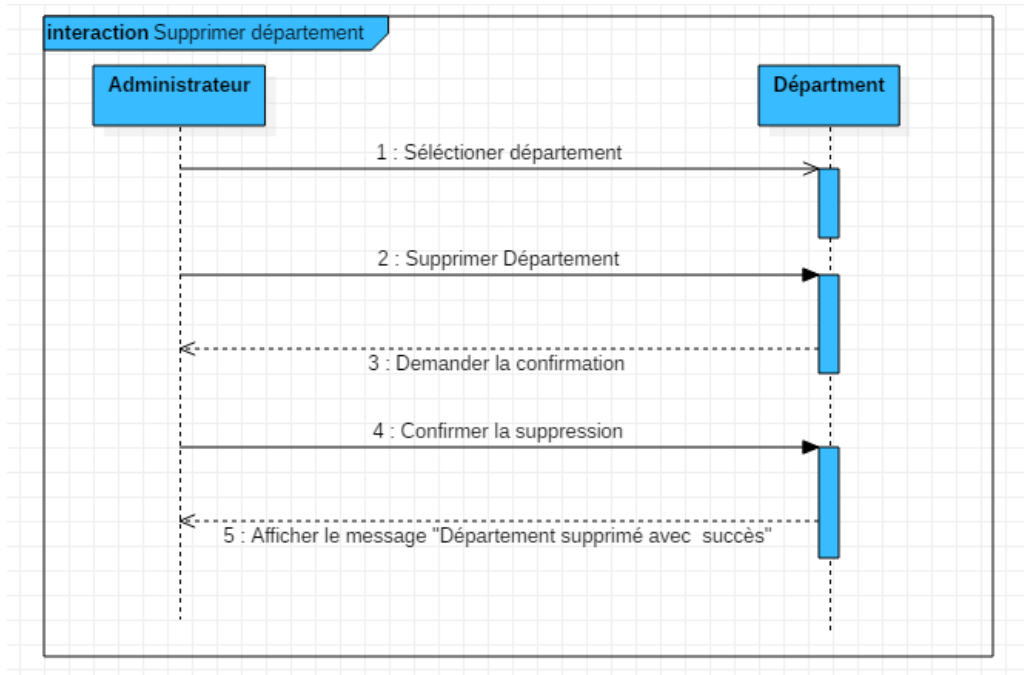 interaction Supprimer département
Administrateur
Départment
1 : Séléctioner département
2 : Supprimer Département
3 : Demander la confirmation
4 : Confirmer la suppression
5 : Afficher le message "Département supprimé avec  succès"